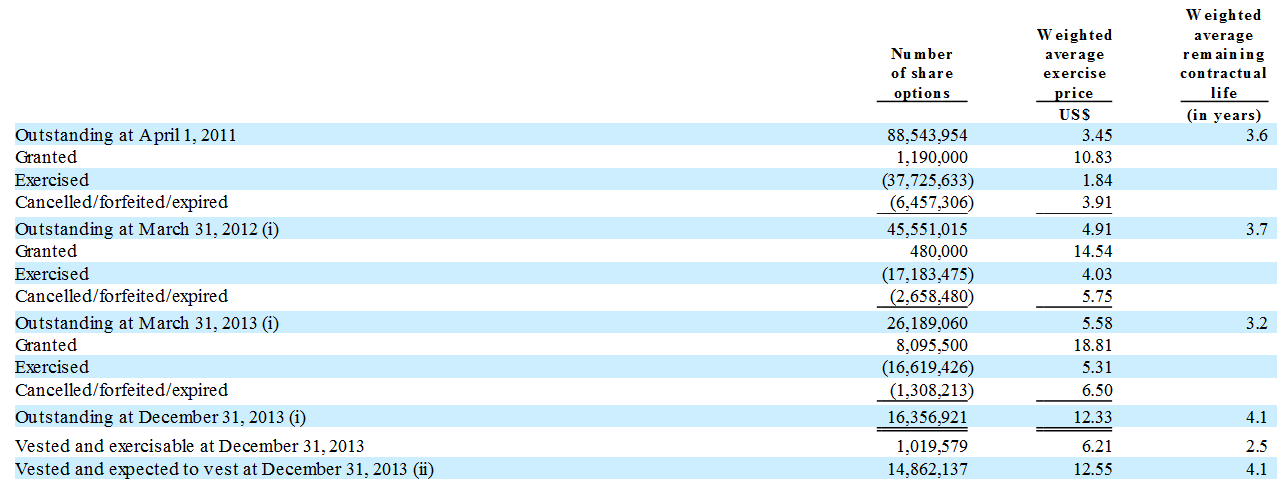 Weighted
Weighted average
Number average remaining
of share exercise contractual
options price life
US$ (in years)
Outstanding at April 1, 2011 88,543,954 3.45 3.6
Granted 1,190,000 10.83
Exercised (37,725,633) 1.84
Cancelled/forfeited/expired (6,457,306) 3.91
Outstanding at March 31, 2012 (i) 45,551,015 4.91 3.7
Granted 480,000 14.54
Exercised (17,183,475) 4.03
Cancelled/forfeited/expired (2,658,480) 5.75
Outstanding at March 31, 2013 (i) 26,189,060 5.58 3.2
Granted 8,095,500 18.81
Exercised (16,619,426) 5.31
Cancelled/forfeited/expired (1,308,213) 6.50
Outstanding at December 31, 2013 (i) 16,356,921 12.33 4.1
Vested and exercisable at December 31, 2013 1,019,579 6.21 2.5
Vested and expected to vest at December 31, 2013 (ii) 14,862,137 12.55 4.1